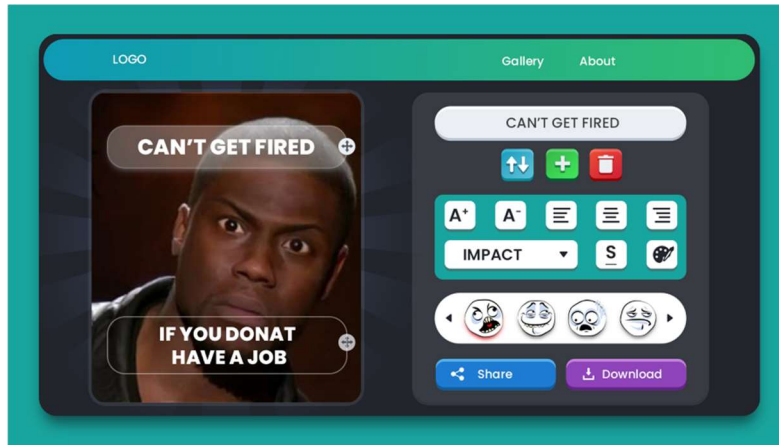 LOGO
Gallery About
CAN'T GET FIRED
IF YOU DONAT
HAVE A JOB
CAN'T GET FIRED
A+ A-
IMPACT S
Share Download